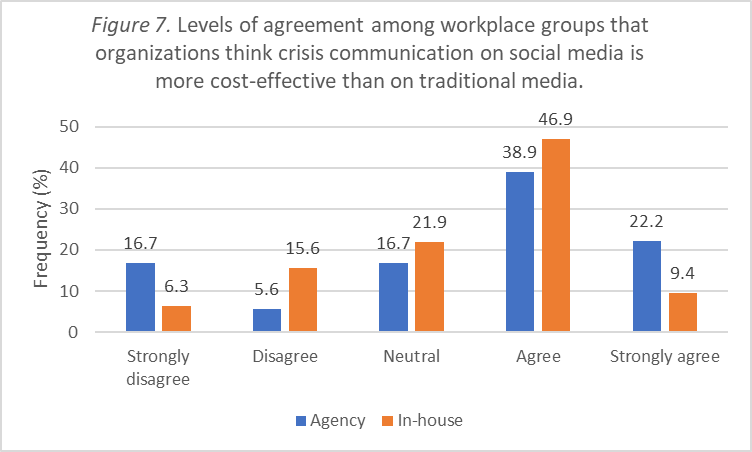 Figure 7. Levels of agreement among workplace groups that
organizations think crisis communication on social media is
more cost-effective than on traditional media.
Frequency (%)
50
40
30
20
10
0
16.7
6.3
5.6
15.6
16.7
21.9
38.9
46.9
22.2
9.4
Strongly
disagree
Disagree
Neutral
Agree
Strongly agree
Agency
In-house